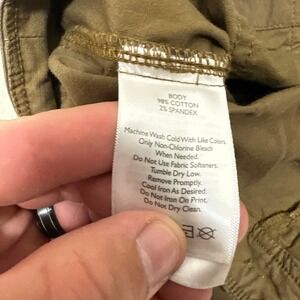 BODY
98% COTTON
2% SPANDEX
Machine Wash Cold With Like Colors.
Only Non-Chlorine Bleach
When Needed.
Do Not Use Fabric Softeners.
Tumble Dry Low.
Remove Promptly.
Cool Iron As Desired.
Do Not Iron On Print.
Do Not Dry Clean.